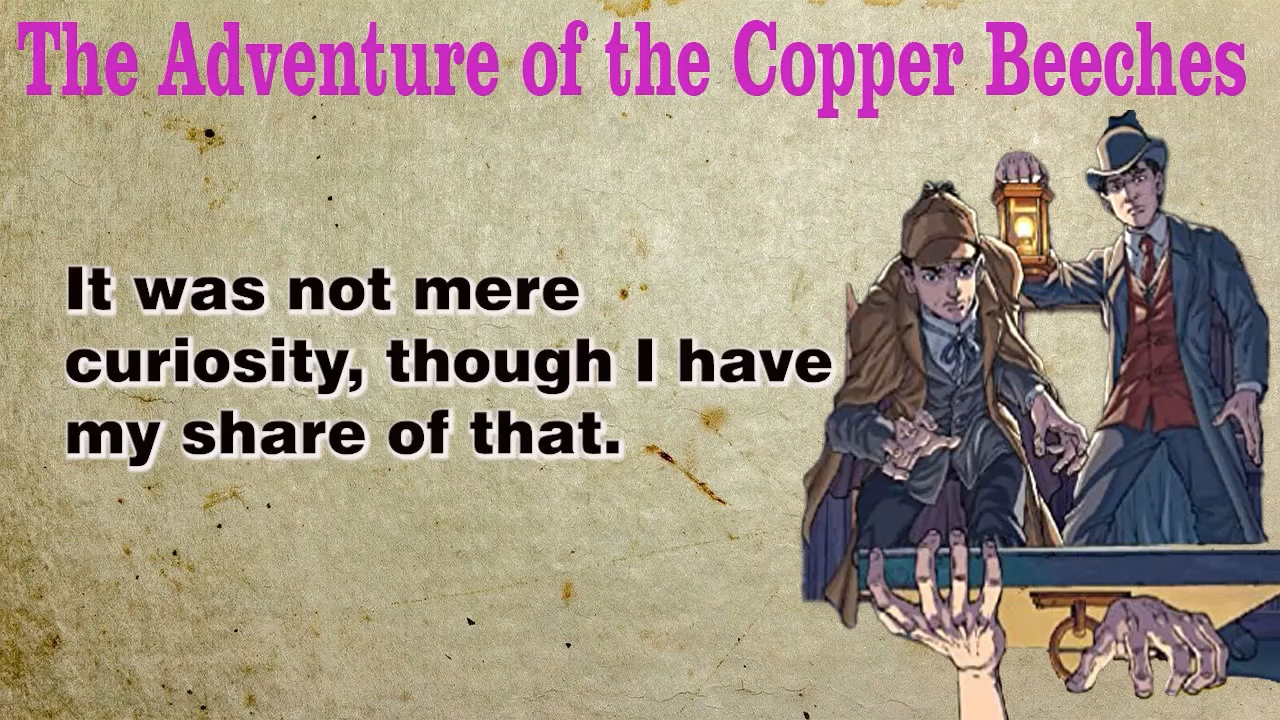 The Adventure of the Copper Beeches
It was not mere
curiosity, though I have
my share of that.